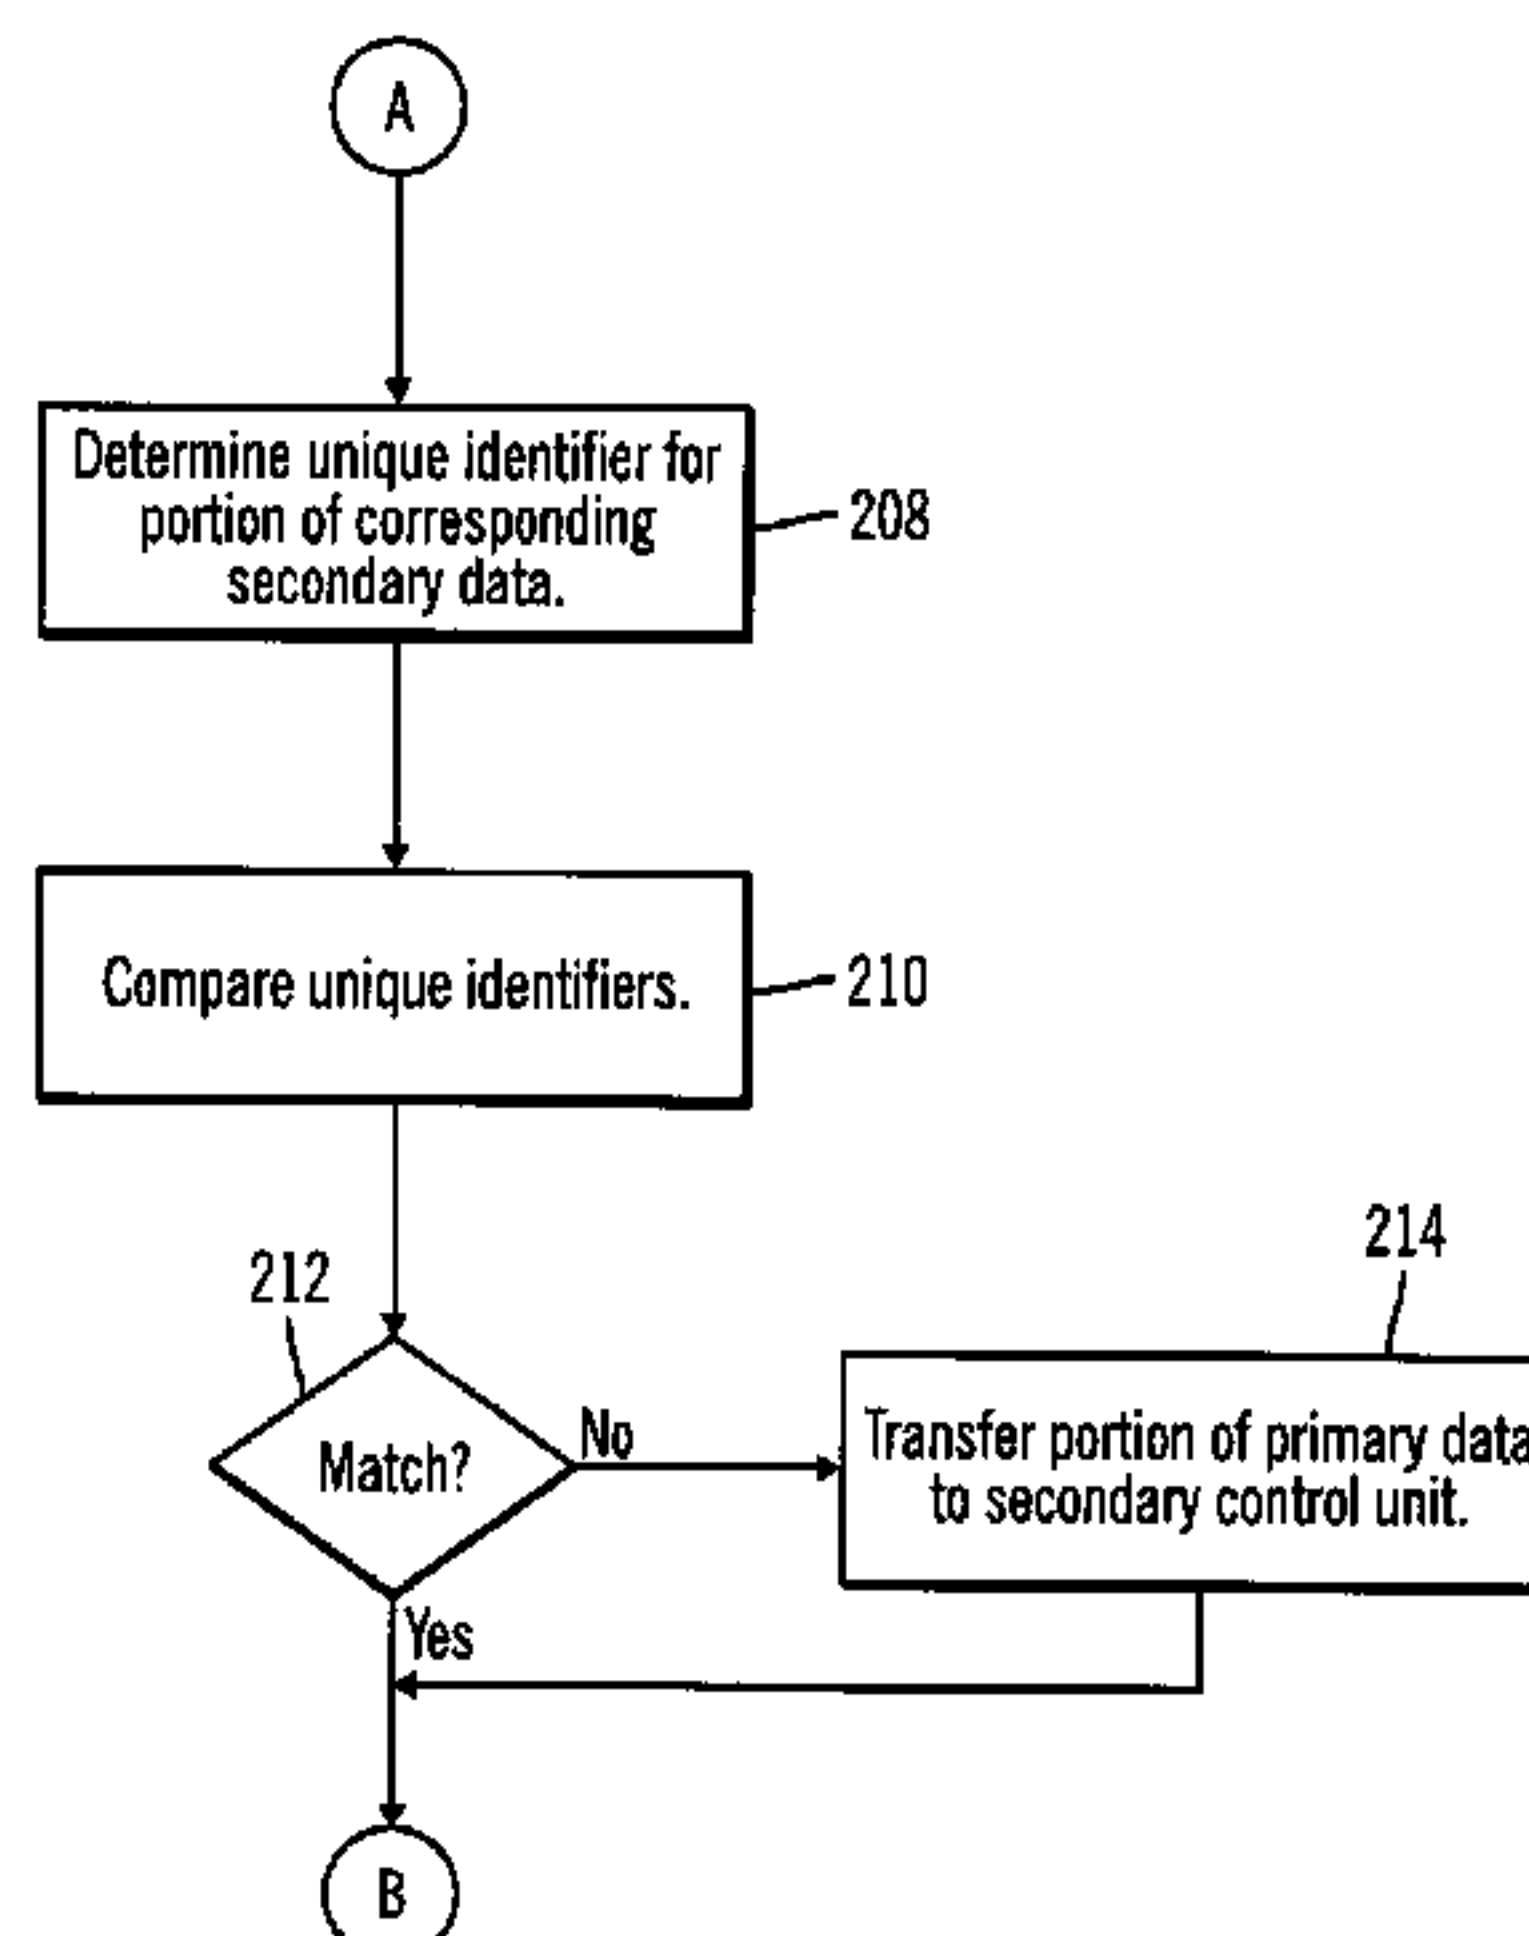 A
Determine unique identifier for
portion of corresponding
secondary data.
208
Compare unique identifiers.
210
212
Match?
No
214
Transfer portion of primary data
to secondary control unit.
Yes
B